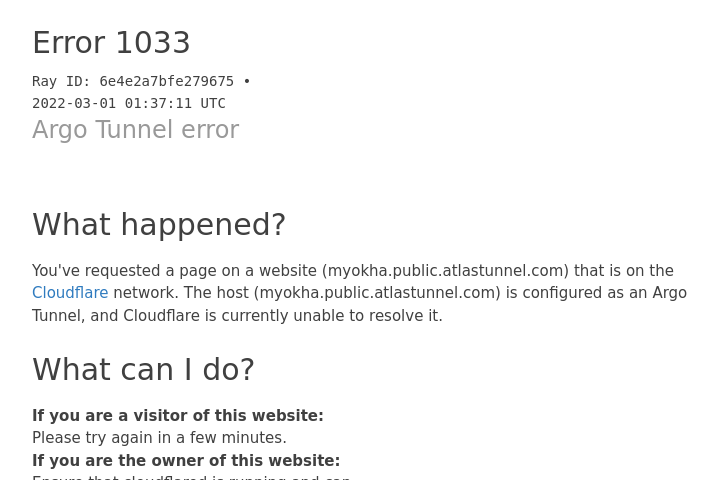 Error 1033
Ray ID: 6e4e2a7bfe279675 •
2022-03-01 01:37:11 UTC
Argo Tunnel error
What happened?
You've requested a page on a website (myokha.public.atlastunnel.com) that is on the
Cloudflare network. The host (myokha.public.atlastunnel.com) is configured as an Argo
Tunnel, and Cloudflare is currently unable to resolve it.
What can I do?
If you are a visitor of this website:
Please try again in a few minutes.
If you are the owner of this website:
Ensure that cloudflared is running and can